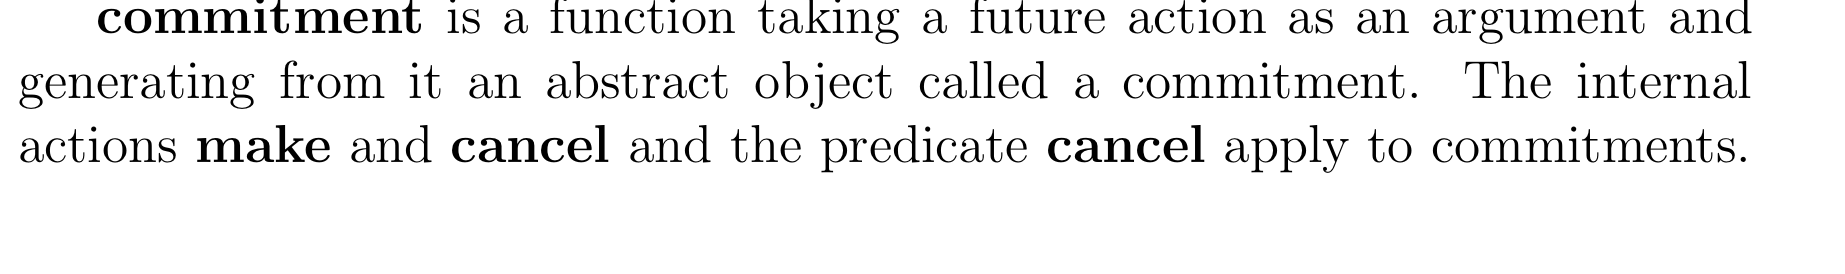 commitment is a function taking a future action as an argument and
generating from it an abstract object called a commitment. The internal
actions make and cancel and the predicate cancel apply to commitments.